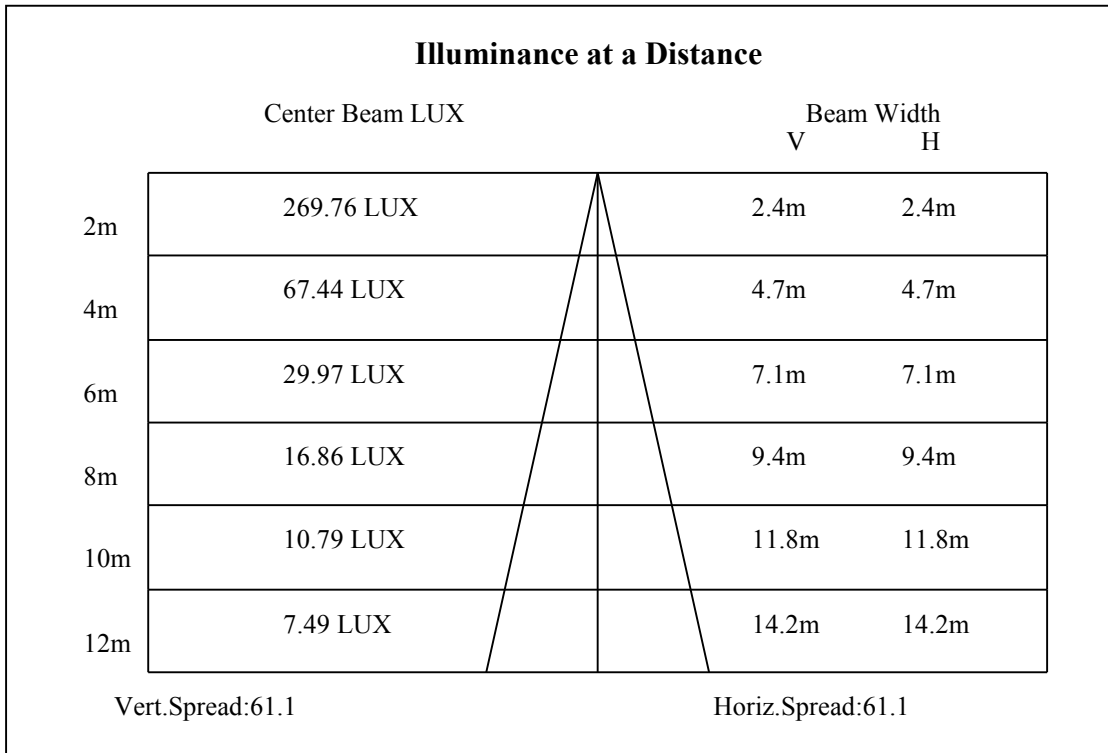 Illuminance at a Distance
Center Beam LUX Beam Width
V H
2m 269.76 LUX 2.4m 2.4m
4m 67.44 LUX 4.7m 4.7m
6m 29.97 LUX 7.1m 7.1m
8m 16.86 LUX 9.4m 9.4m
10m 10.79 LUX 11.8m 11.8m
12m 7.49 LUX 14.2m 14.2m
Vert.Spread:61.1 Horiz.Spread:61.1